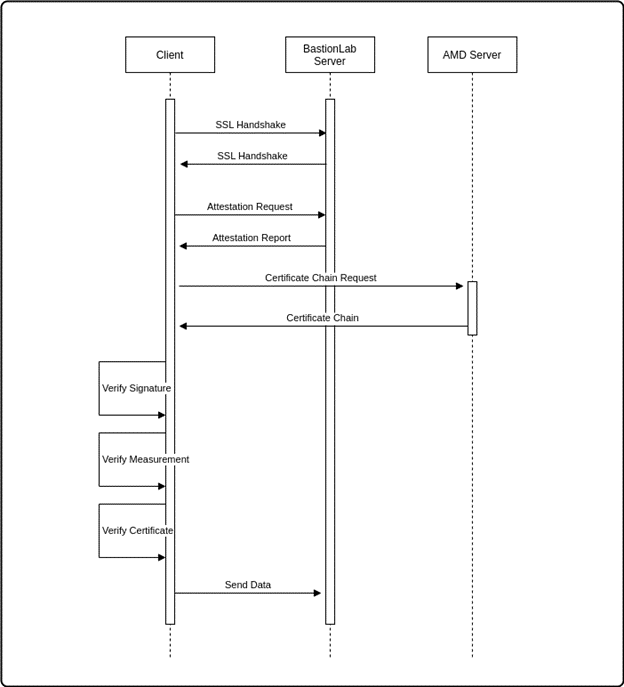 Client
BastionLab
Server
AMD Server
SSL Handshake
SSL Handshake
Attestation Request
Attestation Report
Certificate Chain Request
Certificate Chain
Verify Signature
Verify Measurement
Verify Certificate
Send Data